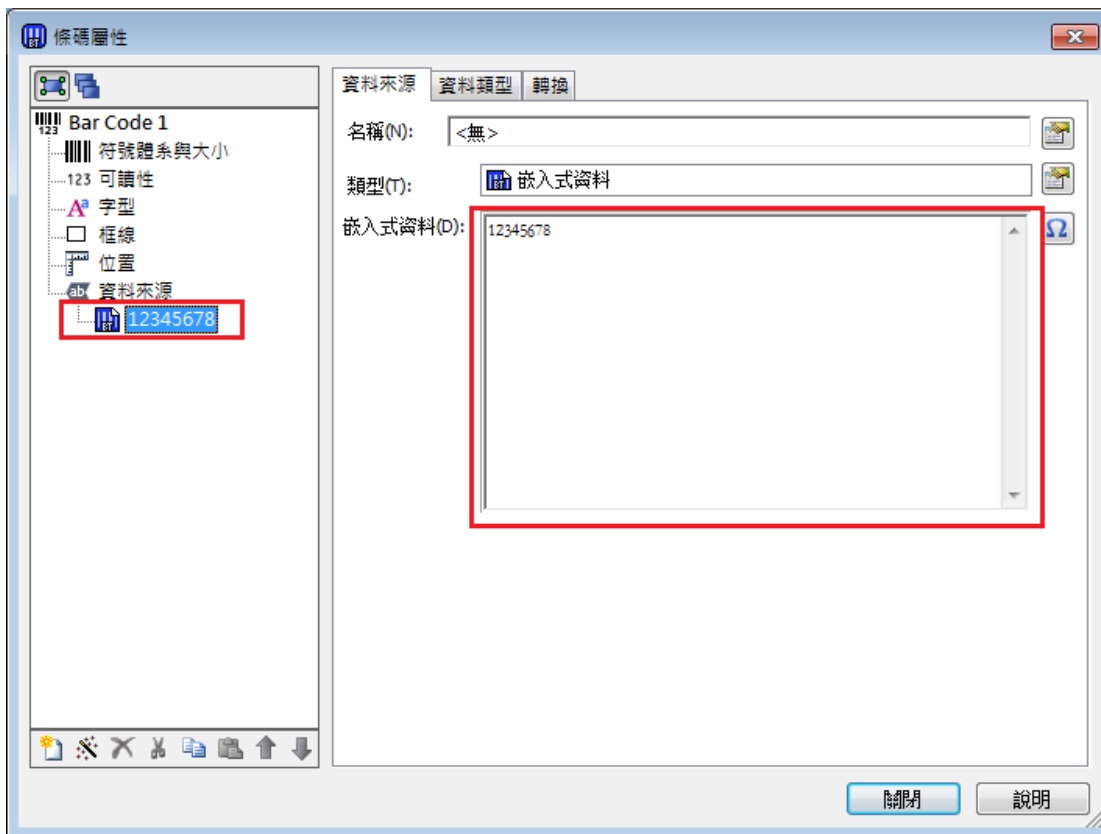 條碼屬性
Bar Code 1
符號體系與大小
123 可讀性
字型
框線
位置
資料來源
12345678
資料來源 資料類型 轉換
名稱(N): <無>
類型(T): 嵌入式資料
嵌入式資料(D): 12345678
關閉 說明